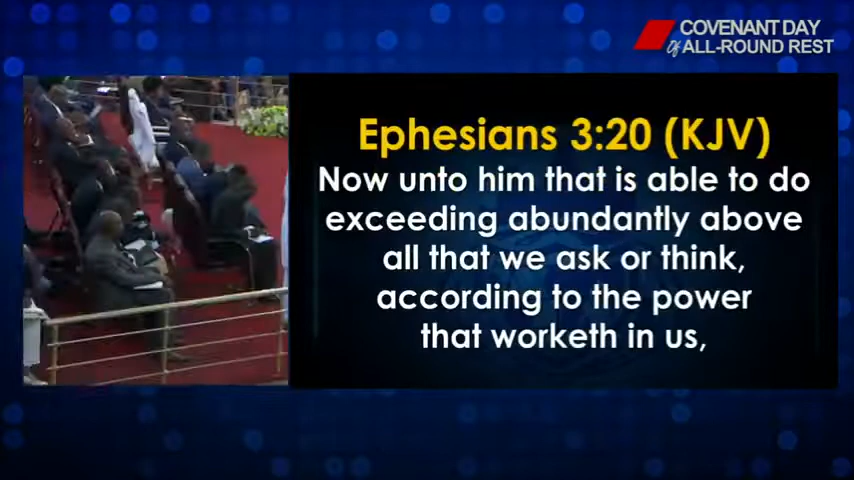 COVENANT DAY
Of ALL-ROUND REST
Ephesians 3:20 (KJV)
Now unto him that is able to do
exceeding abundantly above
all that we ask or think,
according to the power
that worketh in us,